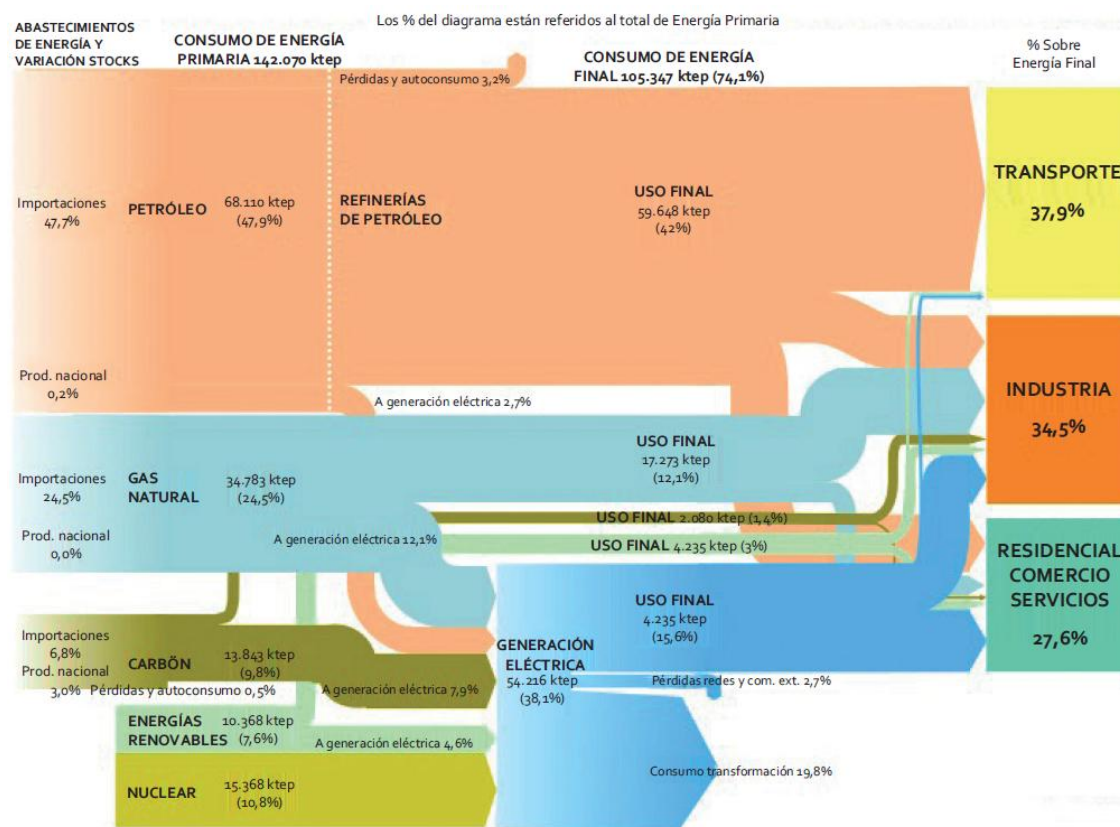 Los % del diagrama están referidos al total de Energía Primaria
ABASTECIMIENTOS
DE ENERGÍA Y
VARIACIÓN STOCKS
CONSUMO DE ENERGÍA
PRIMARIA 142.070 ktep
Pérdidas y autoconsumo 3,2%
CONSUMO DE ENERGÍA
FINAL 105.347 ktep (74,1%)
% Sobre
Energía Final
Importaciones
47,7%
PETRÓLEO
68.110 ktep
(47,9%)
REFINERÍAS
DE PETRÓLEO
USO FINAL
59.648 ktep
(42%)
TRANSPORTE
37,9%
Prod. nacional
0,2%
A generación eléctrica 2,7%
INDUSTRIA
34,5%
Importaciones
24,5%
GAS
NATURAL
34.783 ktep
(24,5%)
USO FINAL
17.273 ktep
(12,1%)
Prod. nacional
0,0%
A generación eléctrica 12,1%
USO FINAL 2.080 ktep (1,4%)
USO FINAL 4.235 ktep (3%)
RESIDENCIAL
COMERCIO
SERVICIOS
27,6%
USO FINAL
4.235 ktep
(15,6%)
Importaciones
6,8%
Prod. nacional
3,0%
CARBÖN
13.843 ktep
(9,8%)
Pérdidas y autoconsumo 0,5%
A generación eléctrica 7,9%
GENERACIÓN
ELÉCTRICA
54.216 ktep
(38,1%)
Pérdidas redes y com. ext. 2,7%
ENERGÍAS
RENOVABLES
10.368 ktep
(7,6%)
A generación eléctrica 4,6%
Consumo transformación 19,8%
NUCLEAR
15.368 ktep
(10,8%)